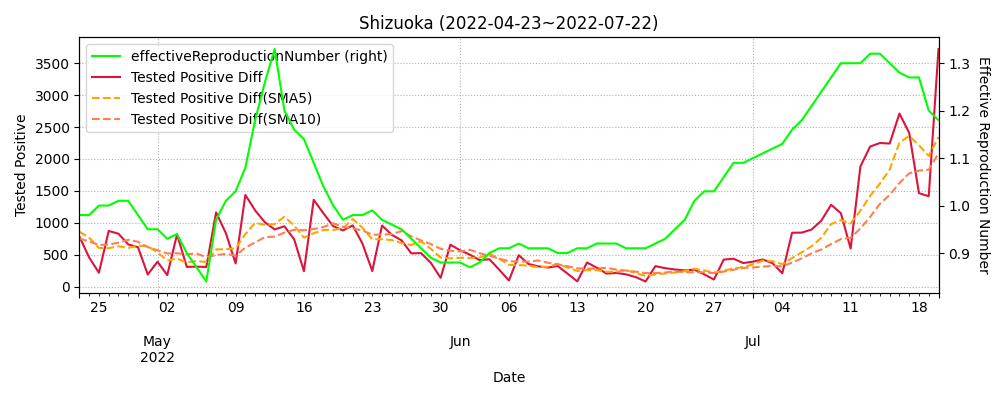 Shizuoka (2022-04-23~2022-07-22)
effectiveReproductionNumber (right)
Tested Positive Diff
Tested Positive Diff(SMA5)
Tested Positive Diff(SMA10)
Tested Positive
3500
3000
2500
2000
1500
1000
500
0
1.3
1.2
1.1
1.0
0.9
Effective Reproduction Number
25 02 09 16 23 30 06 13 20 27 04 11 18
May Jun Jul
2022
Date